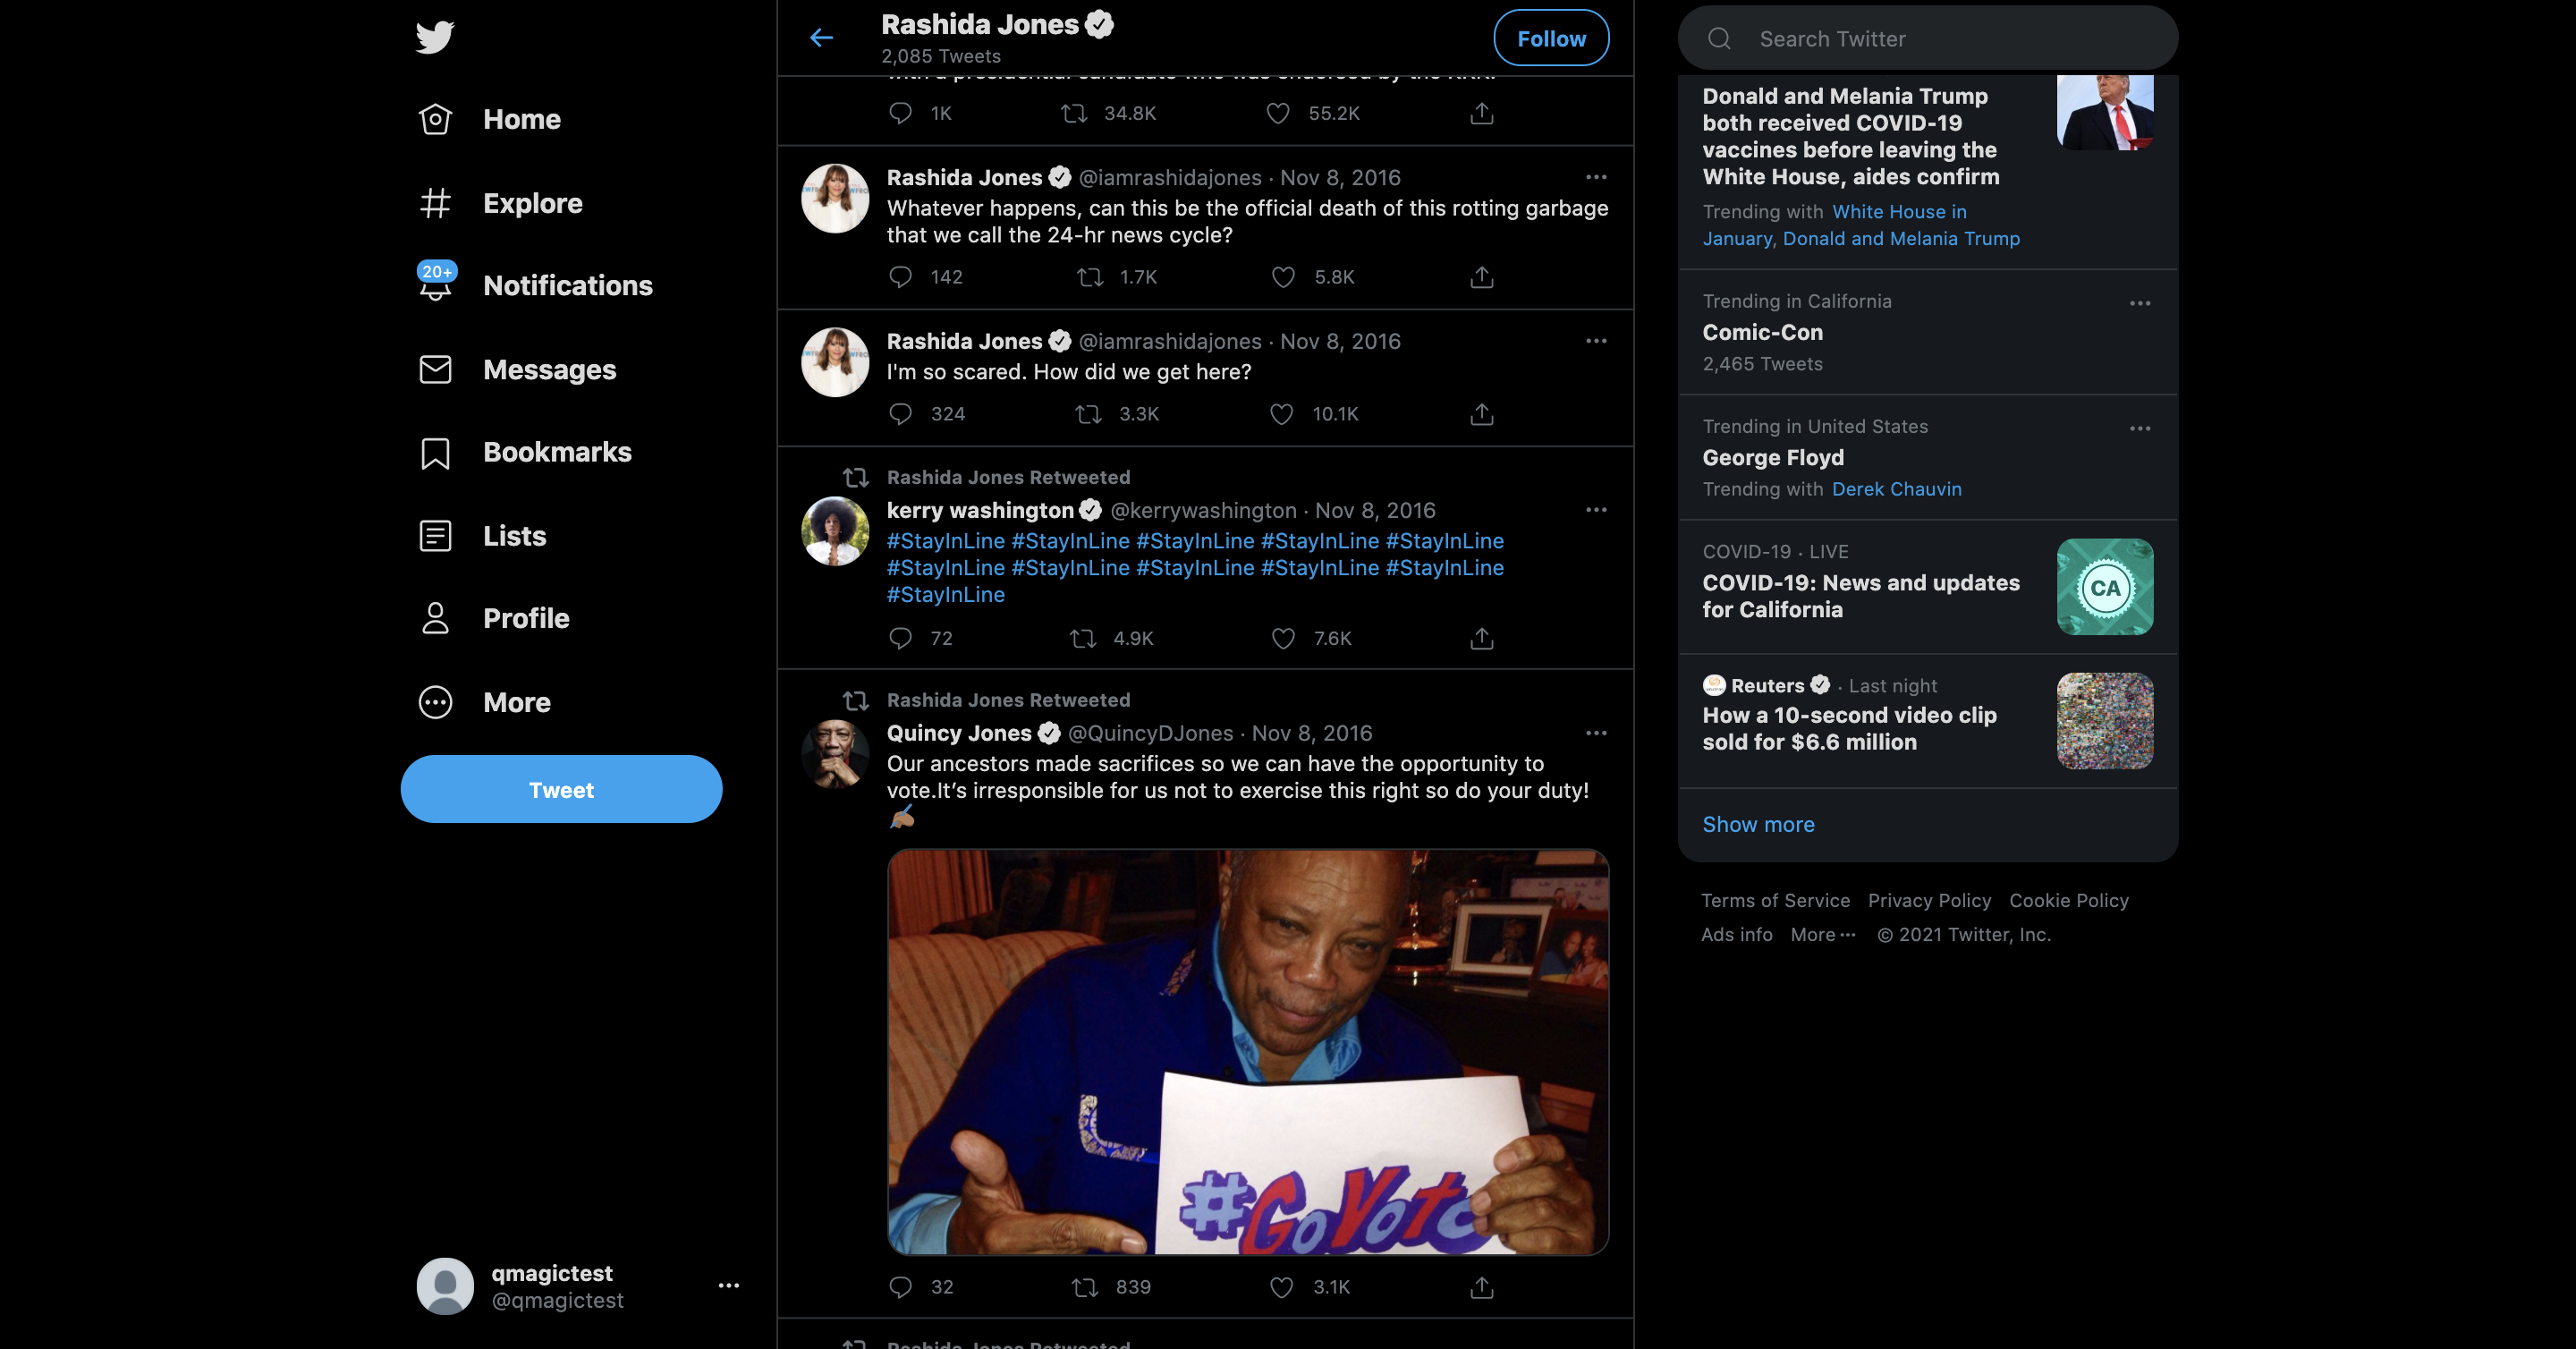 Rashida Jones
2,085 Tweets
Follow
Home
Explore
20+
Notifications
Messages
Bookmarks
Lists
Profile
More
Tweet
qmagictest
@qmagictest
with a presidential candidate who was endorsed by the KKK.
1K 34.8K 55.2K
Rashida Jones @iamrashidajones · Nov 8, 2016
Whatever happens, can this be the official death of this rotting garbage
that we call the 24-hr news cycle?
142 1.7K 5.8K
Rashida Jones @iamrashidajones · Nov 8, 2016
I'm so scared. How did we get here?
324 3.3K 10.1K
Rashida Jones Retweeted
kerry washington @kerrywashington · Nov 8, 2016
#StayInLine #StayInLine #StayInLine #StayInLine #StayInLine
#StayInLine #StayInLine #StayInLine #StayInLine #StayInLine
#StayInLine
72 4.9K 7.6K
Rashida Jones Retweeted
Quincy Jones @QuincyDJones · Nov 8, 2016
Our ancestors made sacrifices so we can have the opportunity to
vote.It’s irresponsible for us not to exercise this right so do your duty!
✍🏽
#GoVote
32 839 3.1K
Rashida Jones Retweeted
Search Twitter
Donald and Melania Trump
both received COVID-19
vaccines before leaving the
White House, aides confirm
Trending with White House in
January, Donald and Melania Trump
Trending in California
Comic-Con
2,465 Tweets
Trending in United States
George Floyd
Trending with Derek Chauvin
COVID-19 · LIVE
COVID-19: News and updates
for California
CA
Reuters · Last night
How a 10-second video clip
sold for $6.6 million
Show more
Terms of Service Privacy Policy Cookie Policy
Ads info More ··· © 2021 Twitter, Inc.